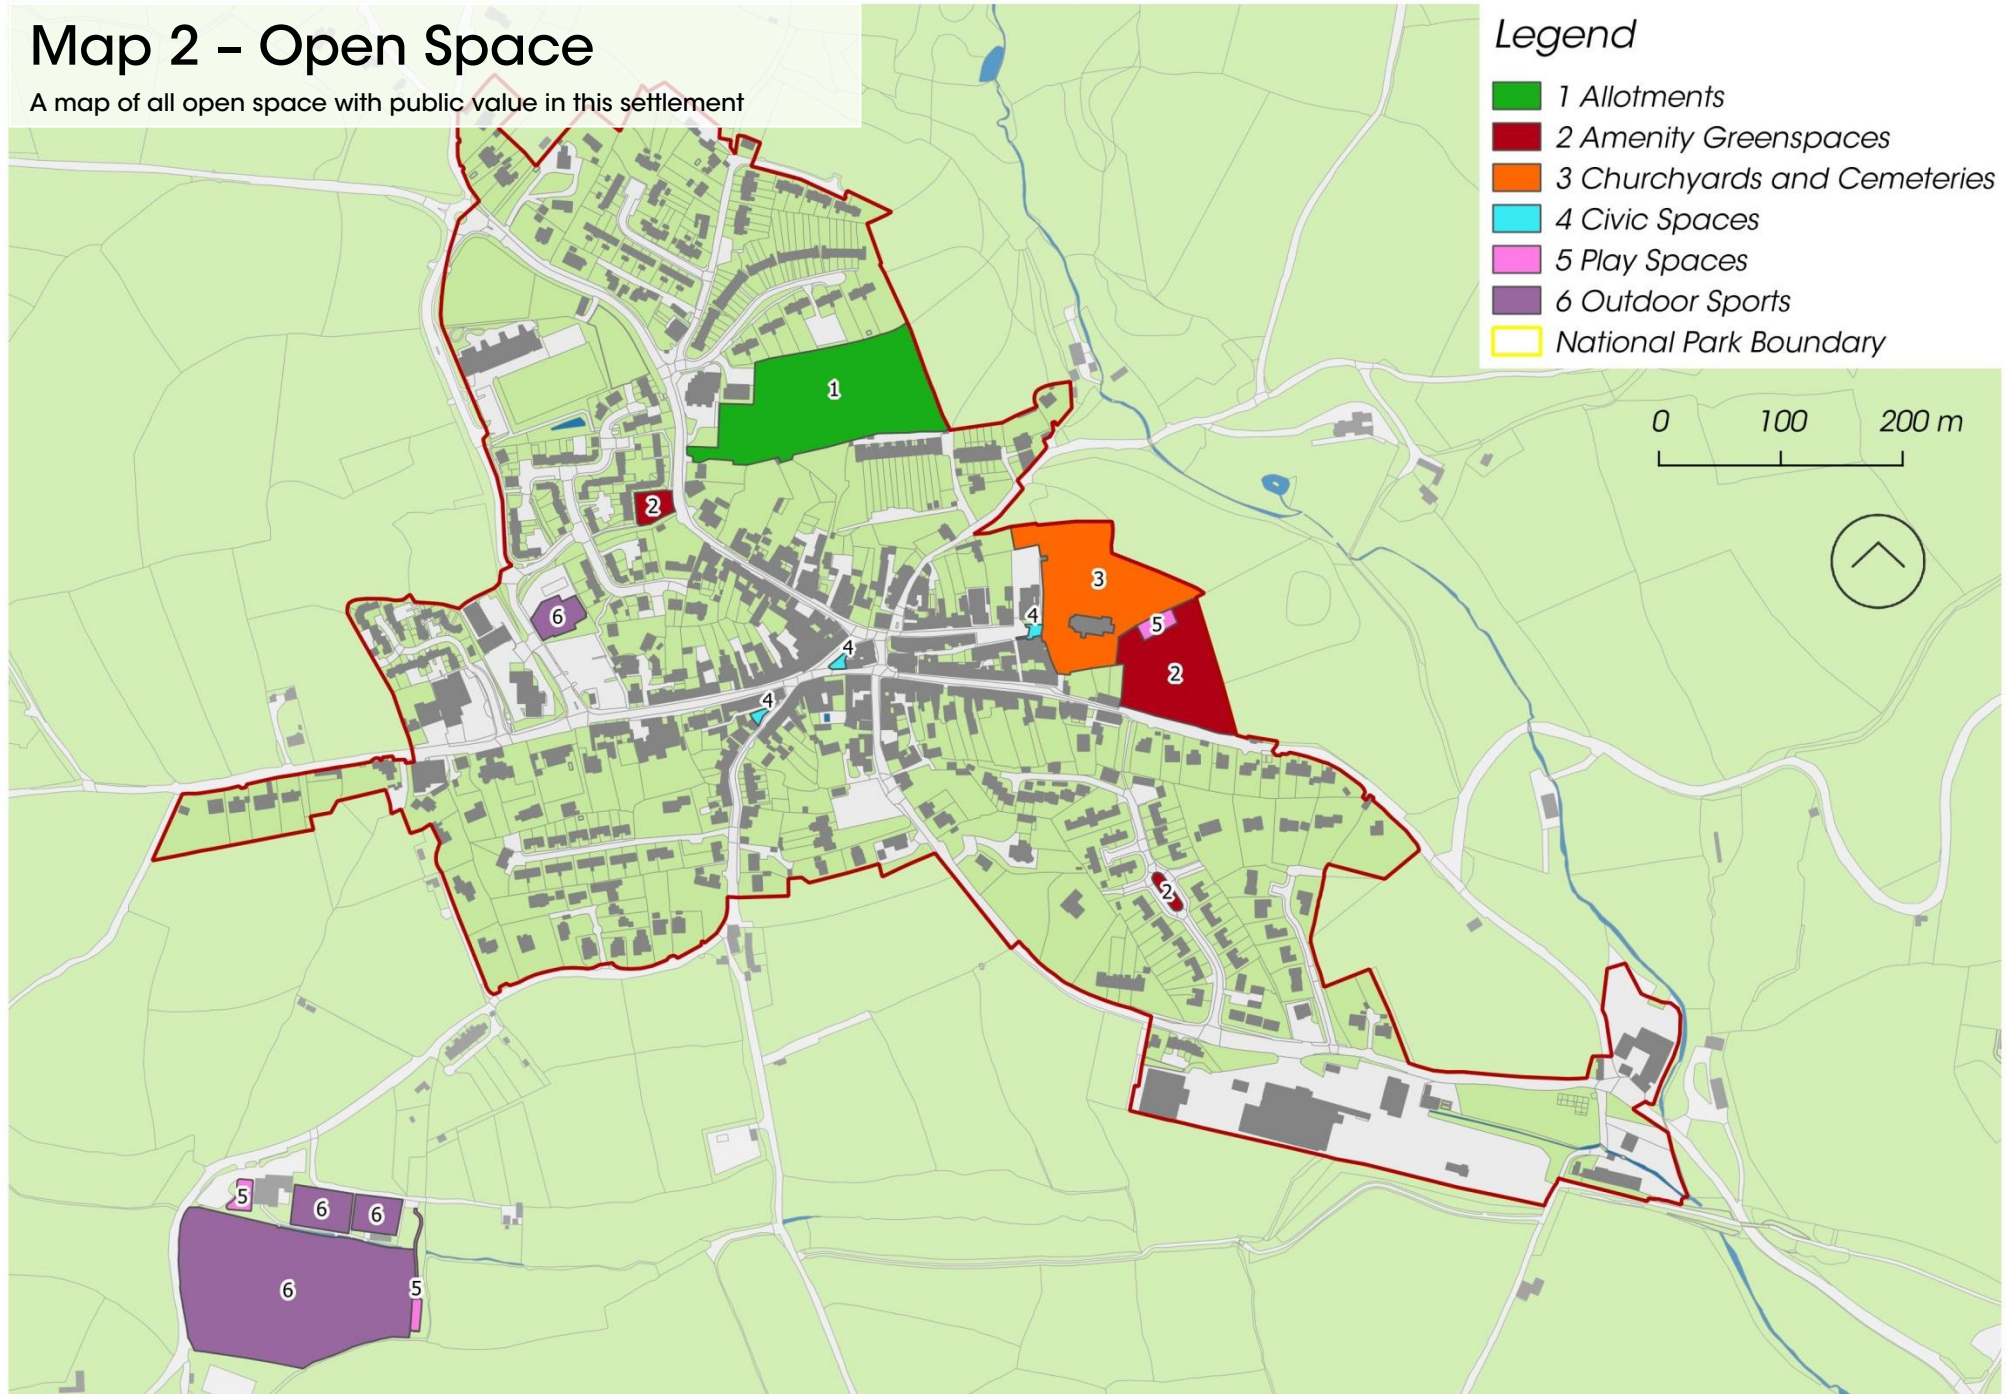 Map 2 – Open Space
A map of all open space with public value in this settlement
Legend
1 Allotments
2 Amenity Greenspaces
3 Churchyards and Cemeteries
4 Civic Spaces
5 Play Spaces
6 Outdoor Sports
National Park Boundary
0 100 200 m
1
2
3
4
6
5
4
2
4
2
5
6
6
6
5